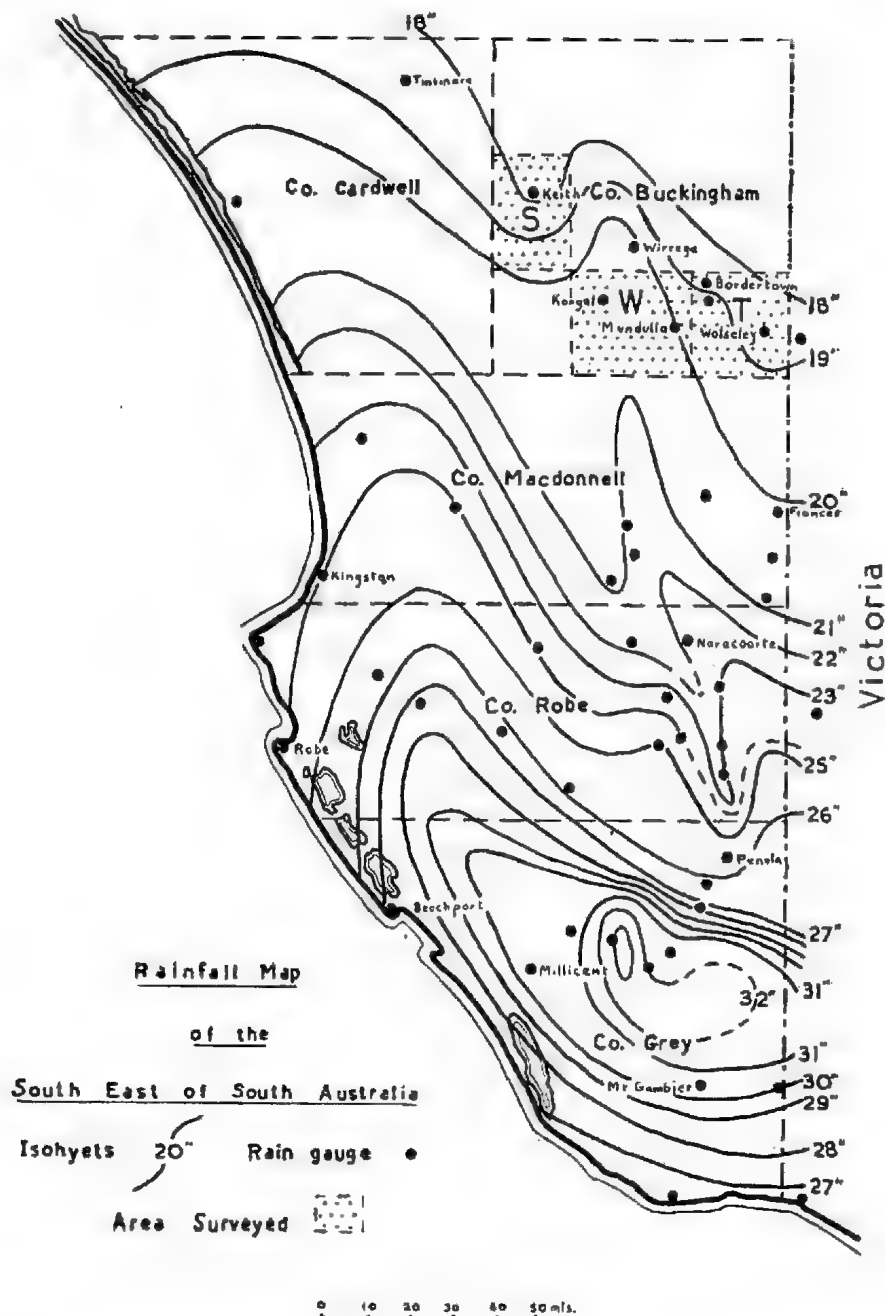 18"
Tintinara
Co. Cardwell
Keith
Co. Buckingham
S
Wirrega
Bordertown
W
T
18"
Mundulla
Wolseley
19"
Co. Macdonnell
20"
Frances
Kingston
Victoria
21"
Naracoorte
22"
23"
Co. Robe
Robe
25"
26"
Penola
Beachport
27"
Rainfall Map
Millicent
31"
32"
of the
Co. Grey
31"
South East of South Australia
Mt Gambier
30"
29"
Isohyets 20" Rain gauge
28"
27"
Area Surveyed
0 10 20 30 40 50 mls.